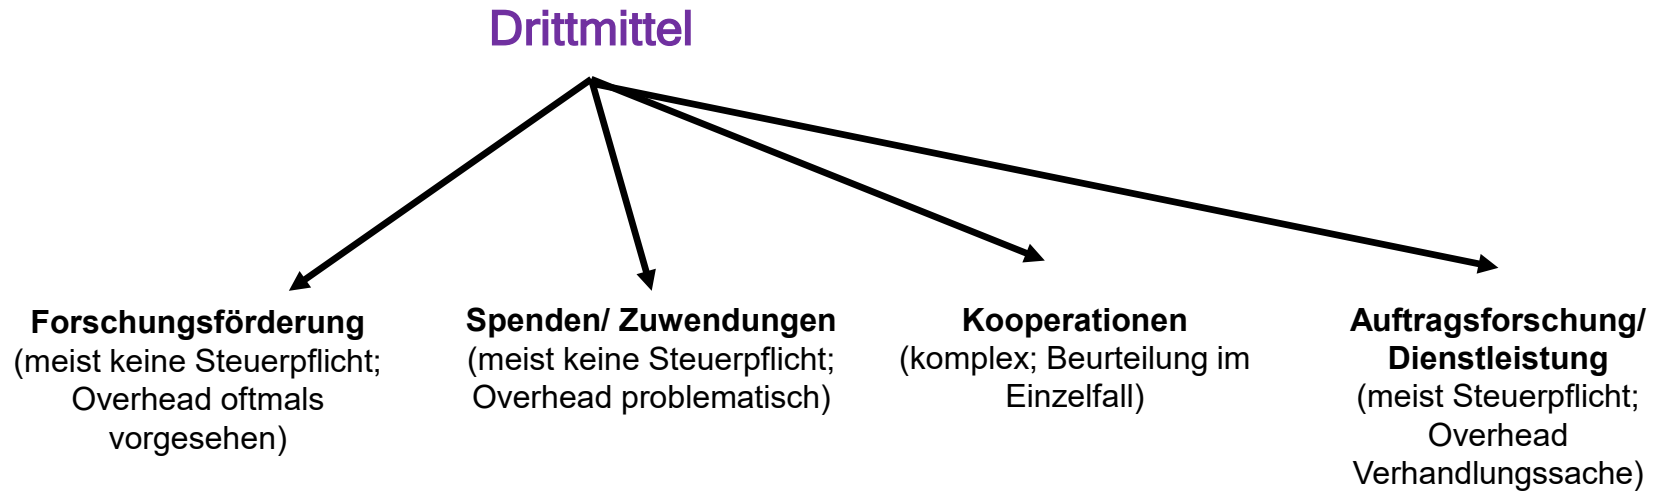 Drittmittel
Forschungsförderung
(meist keine Steuerpflicht;
Overhead oftmals
vorgesehen)
Spenden/ Zuwendungen
(meist keine Steuerpflicht;
Overhead problematisch)
Kooperationen
(komplex; Beurteilung im
Einzelfall)
Auftragsforschung/
Dienstleistung
(meist Steuerpflicht;
Overhead
Verhandlungssache)